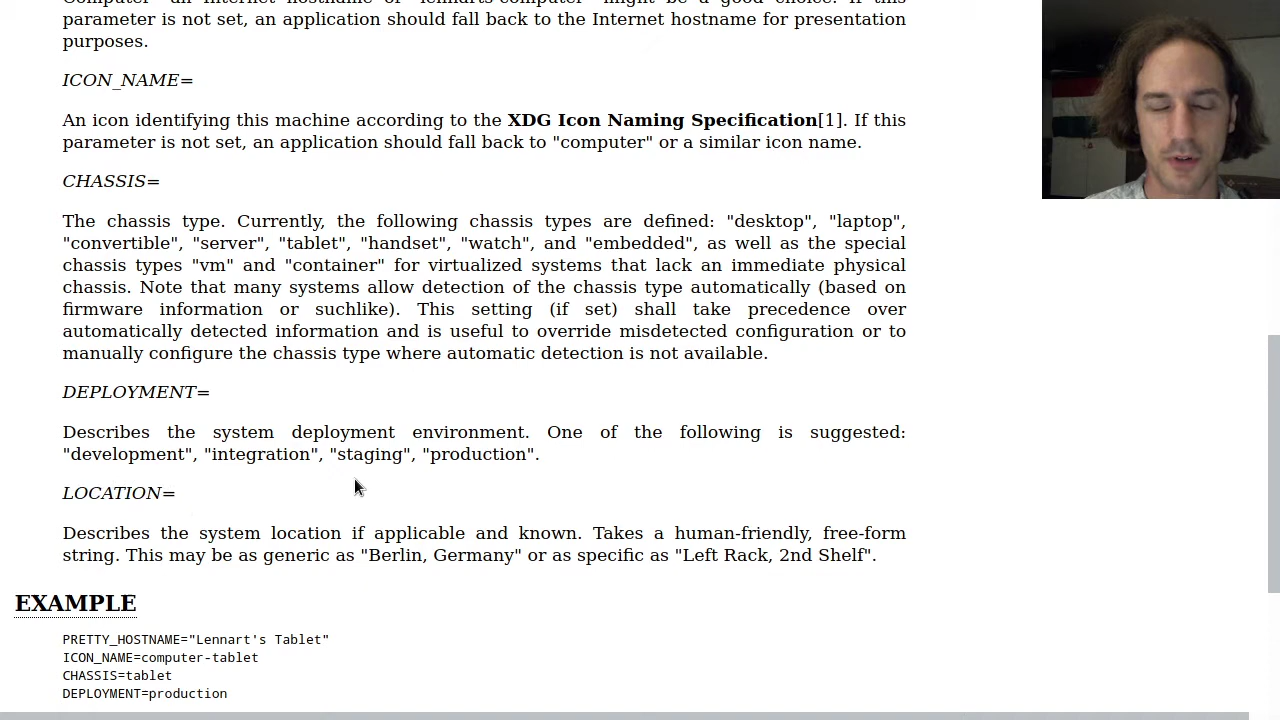 parameter is not set, an application should fall back to the Internet hostname for presentation
purposes.
ICON_NAME=
An icon identifying this machine according to the XDG Icon Naming Specification[1]. If this
parameter is not set, an application should fall back to "computer" or a similar icon name.
CHASSIS=
The chassis type. Currently, the following chassis types are defined: "desktop", "laptop",
"convertible", "server", "tablet", "handset", "watch", and "embedded", as well as the special
chassis types "vm" and "container" for virtualized systems that lack an immediate physical
chassis. Note that many systems allow detection of the chassis type automatically (based on
firmware information or suchlike). This setting (if set) shall take precedence over
automatically detected information and is useful to override misdetected configuration or to
manually configure the chassis type where automatic detection is not available.
DEPLOYMENT=
Describes the system deployment environment. One of the following is suggested:
"development", "integration", "staging", "production".
LOCATION=
Describes the system location if applicable and known. Takes a human-friendly, free-form
string. This may be as generic as "Berlin, Germany" or as specific as "Left Rack, 2nd Shelf".
EXAMPLE
PRETTY_HOSTNAME="Lennart's Tablet"
ICON_NAME=computer-tablet
CHASSIS=tablet
DEPLOYMENT=production